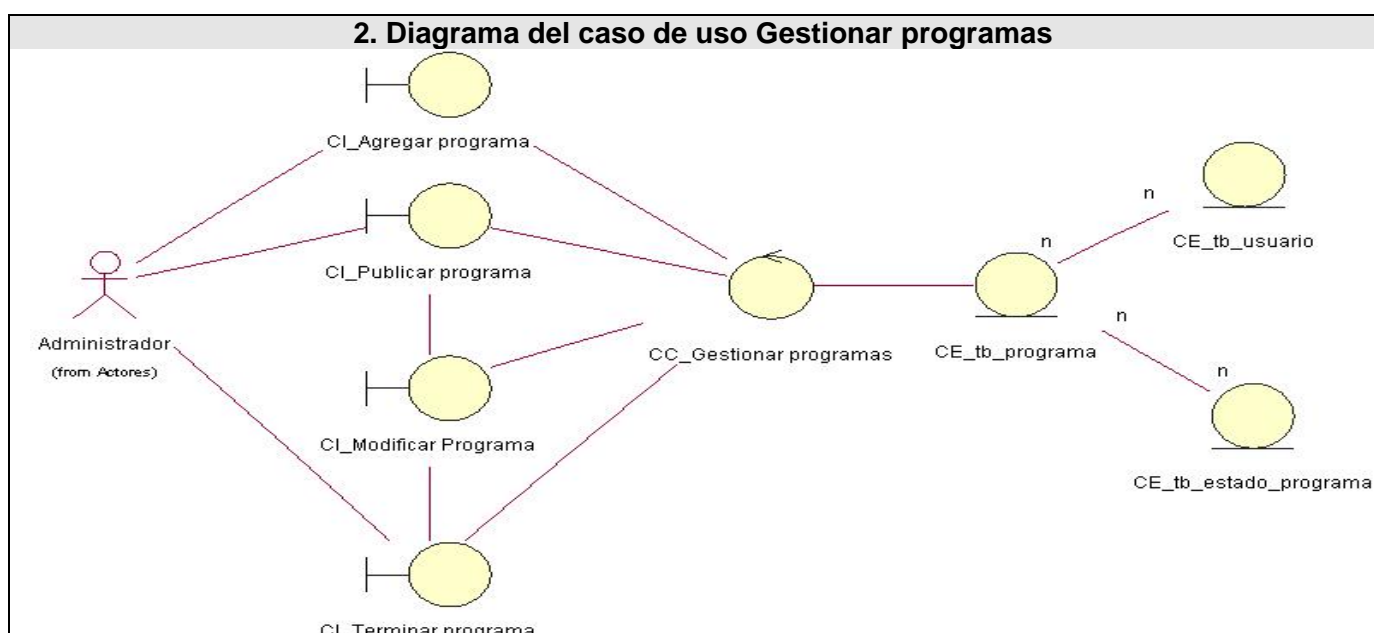 2. Diagrama del caso de uso Gestionar programas
CI_Agregar programa
n
CE_tb_usuario
n
CI_Publicar programa
Administrador
(from Actores)
CC_Gestionar programas
CE_tb_programa
n
n
CI_Modificar Programa
CE_tb_estado_programa
CI_Terminar programa